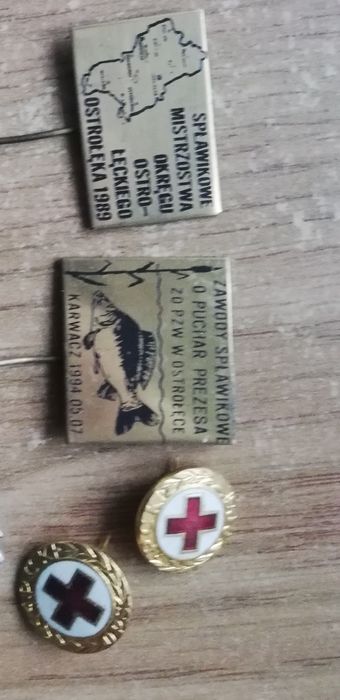 SPŁAWIKOWE
MISTRZOSTWA
OKRĘGU
OSTRO-
ŁĘCKIEGO
OSTROŁĘKA 1989
ZAWODY SPŁAWIKOWE
O PUCHAR PREZESA
ZO PZW W OSTROŁĘCE
KARWACZ 1994.05.07